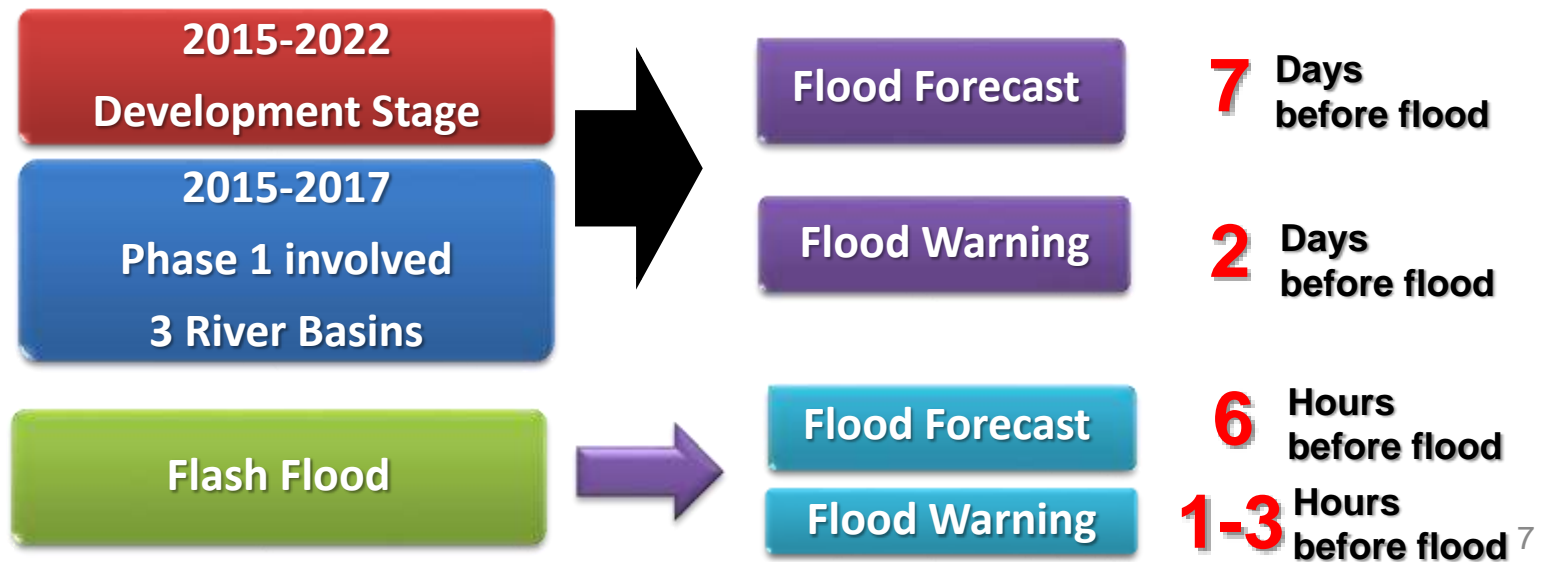 2015-2022
Development Stage
2015-2017
Phase 1 involved
3 River Basins
Flood Forecast
7 Days
before flood
Flood Warning
2 Days
before flood
Flash Flood
Flood Forecast
6 Hours
before flood
Flood Warning
1-3 Hours
before flood
7